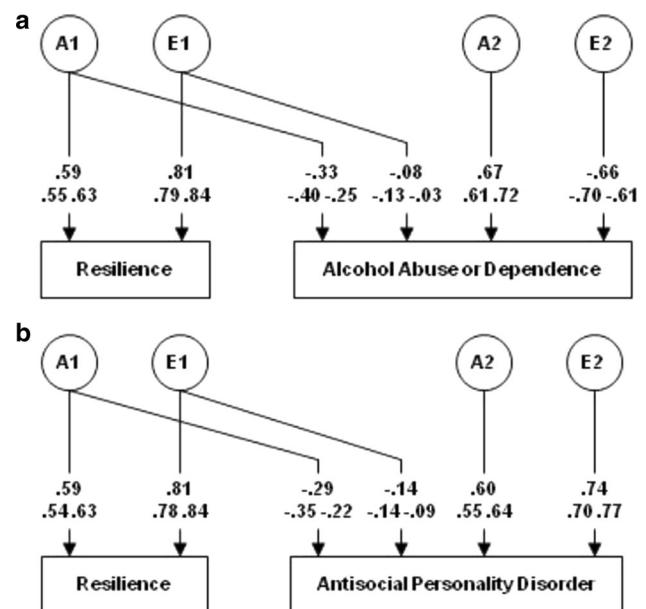 a
A1 E1 A2 E2
.59 .81 -.33 -.08 .67 -.66
.55 .63 .79 .84 -.40 -.25 -.13 -.03 .61 .72 -.70 -.61
Resilience Alcohol Abuse or Dependence
b
A1 E1 A2 E2
.59 .81 -.29 -.14 .60 .74
.54 .63 .78 .84 -.35 -.22 -.14 -.09 .55 .64 .70 .77
Resilience Antisocial Personality Disorder